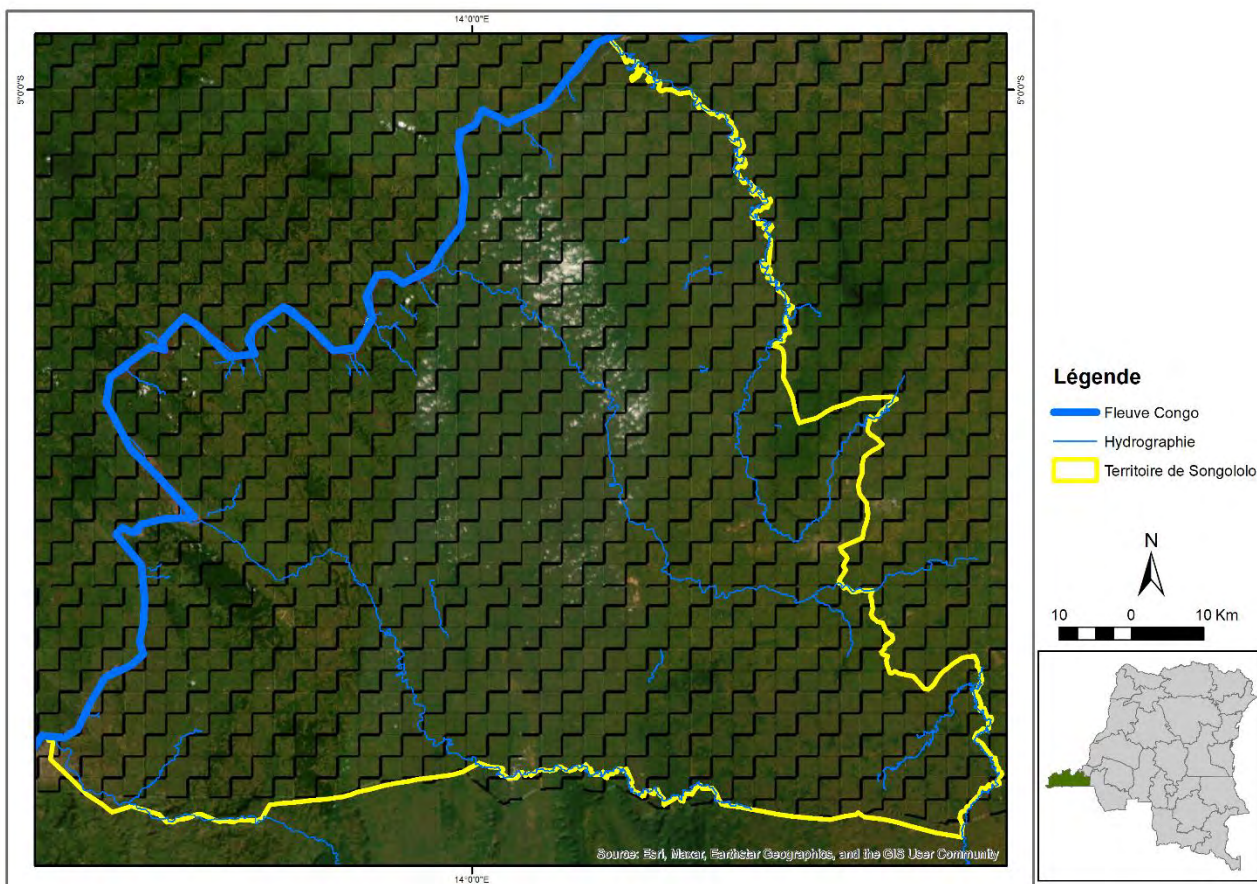 14°0'0"E
5°0'0"S
5°0'0"S
Légende
Fleuve Congo
Hydrographie
Territoire de Songololo
N
10 0 10 Km
Source: Esri, Maxar, Earthstar Geographics, and the GIS User Community
14°0'0"E